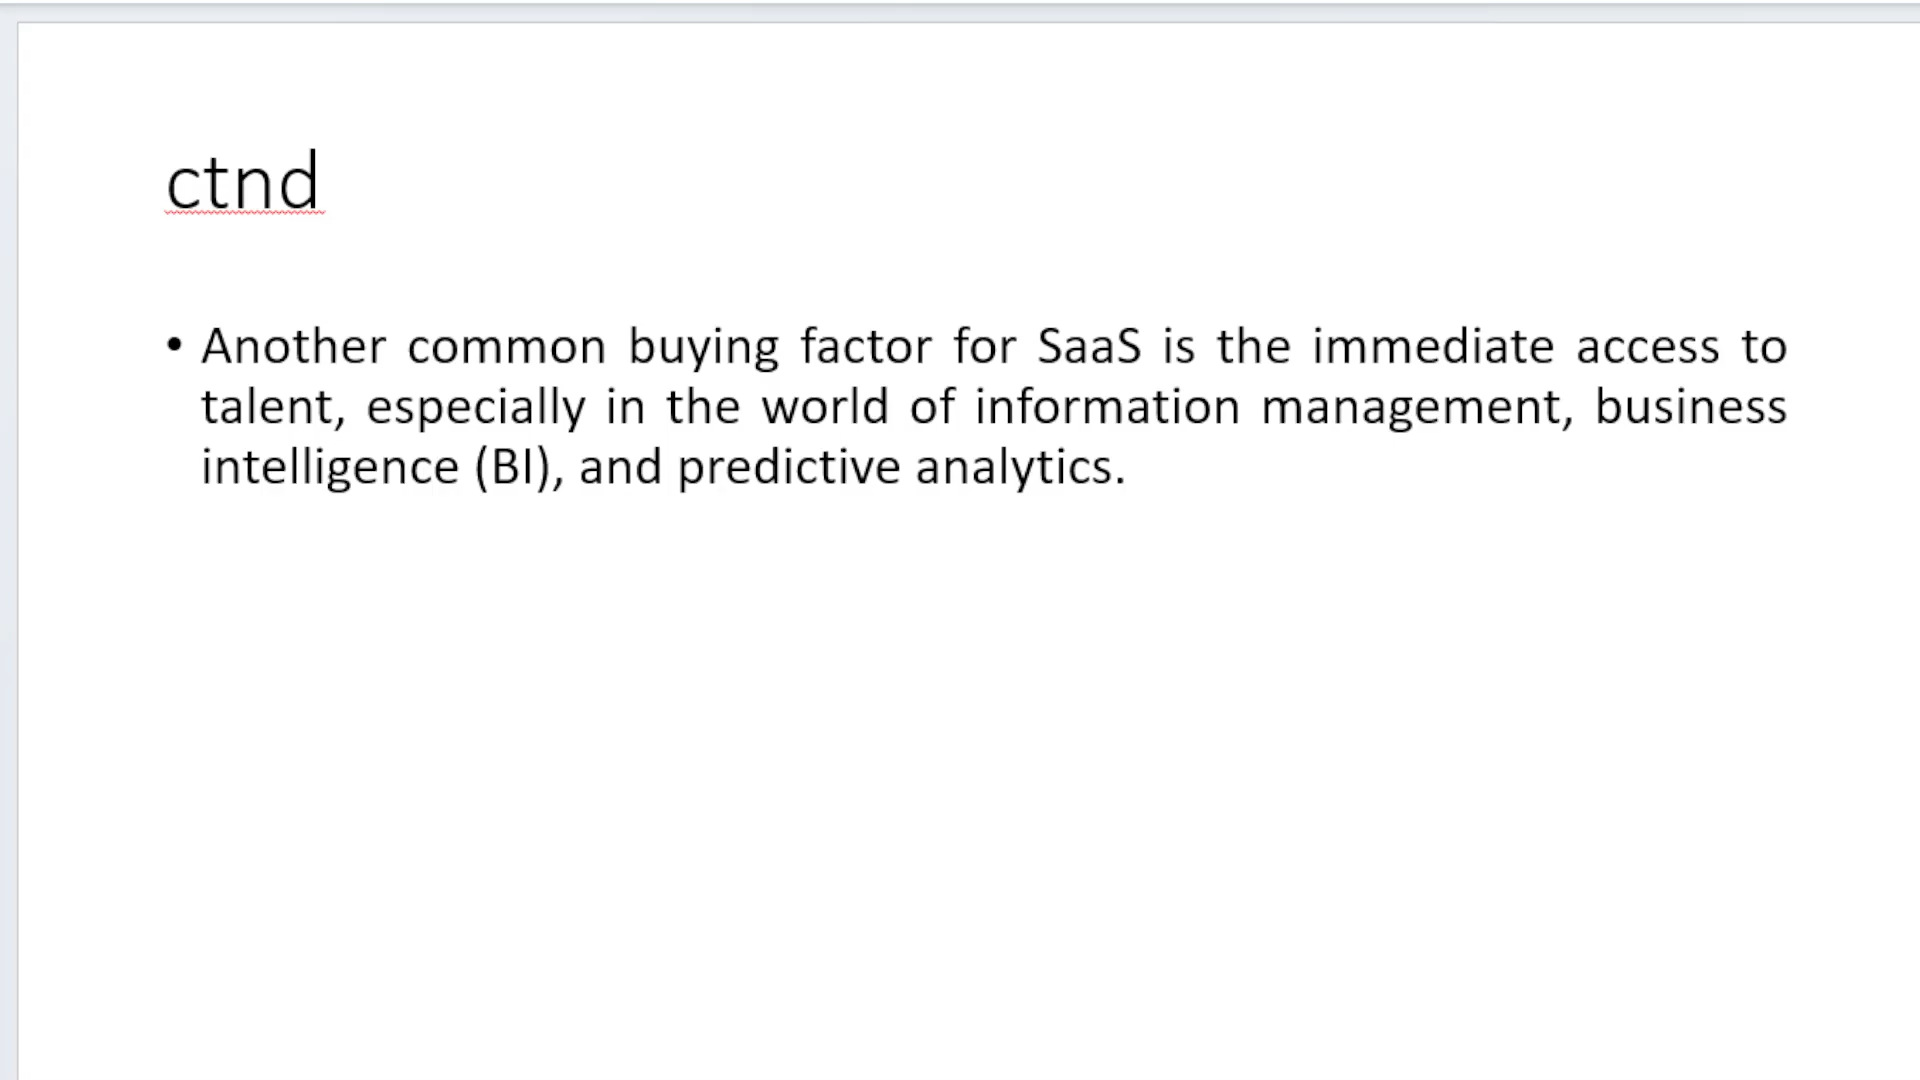 ctnd
• Another common buying factor for SaaS is the immediate access to
talent, especially in the world of information management, business
intelligence (BI), and predictive analytics.